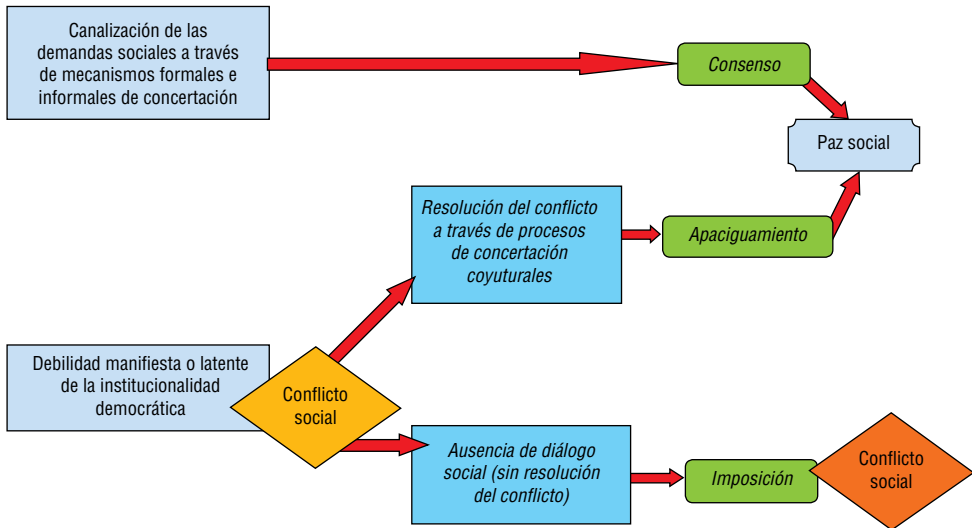 Canalización de las
demandas sociales a través
de mecanismos formales e
informales de concertación
Consenso
Paz social
Resolución del conflicto
a través de procesos
de concertación
coyuturales
Apaciguamiento
Debilidad manifiesta o latente
de la institucionalidad
democrática
Conflicto
social
Ausencia de diálogo
social (sin resolución
del conflicto)
Imposición
Conflicto
social